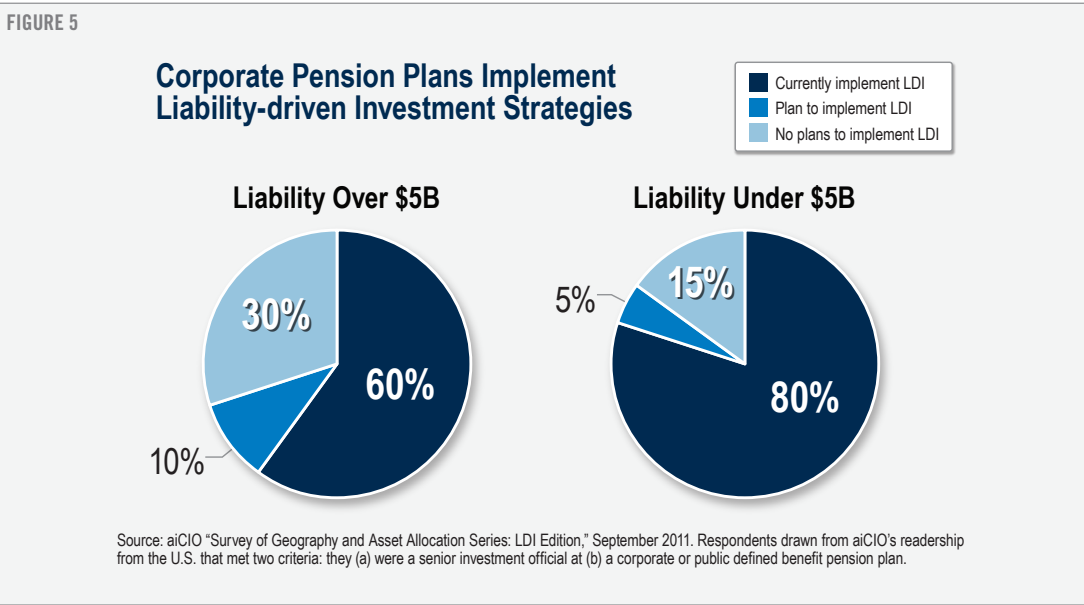 FIGURE 5
Corporate Pension Plans Implement
Liability-driven Investment Strategies
Currently implement LDI
Plan to implement LDI
No plans to implement LDI
Liability Over $5B
30%
60%
10%
Liability Under $5B
5%
15%
80%
Source: aiCIO “Survey of Geography and Asset Allocation Series: LDI Edition,” September 2011. Respondents drawn from aiCIO’s readership
from the U.S. that met two criteria: they (a) were a senior investment official at (b) a corporate or public defined benefit pension plan.